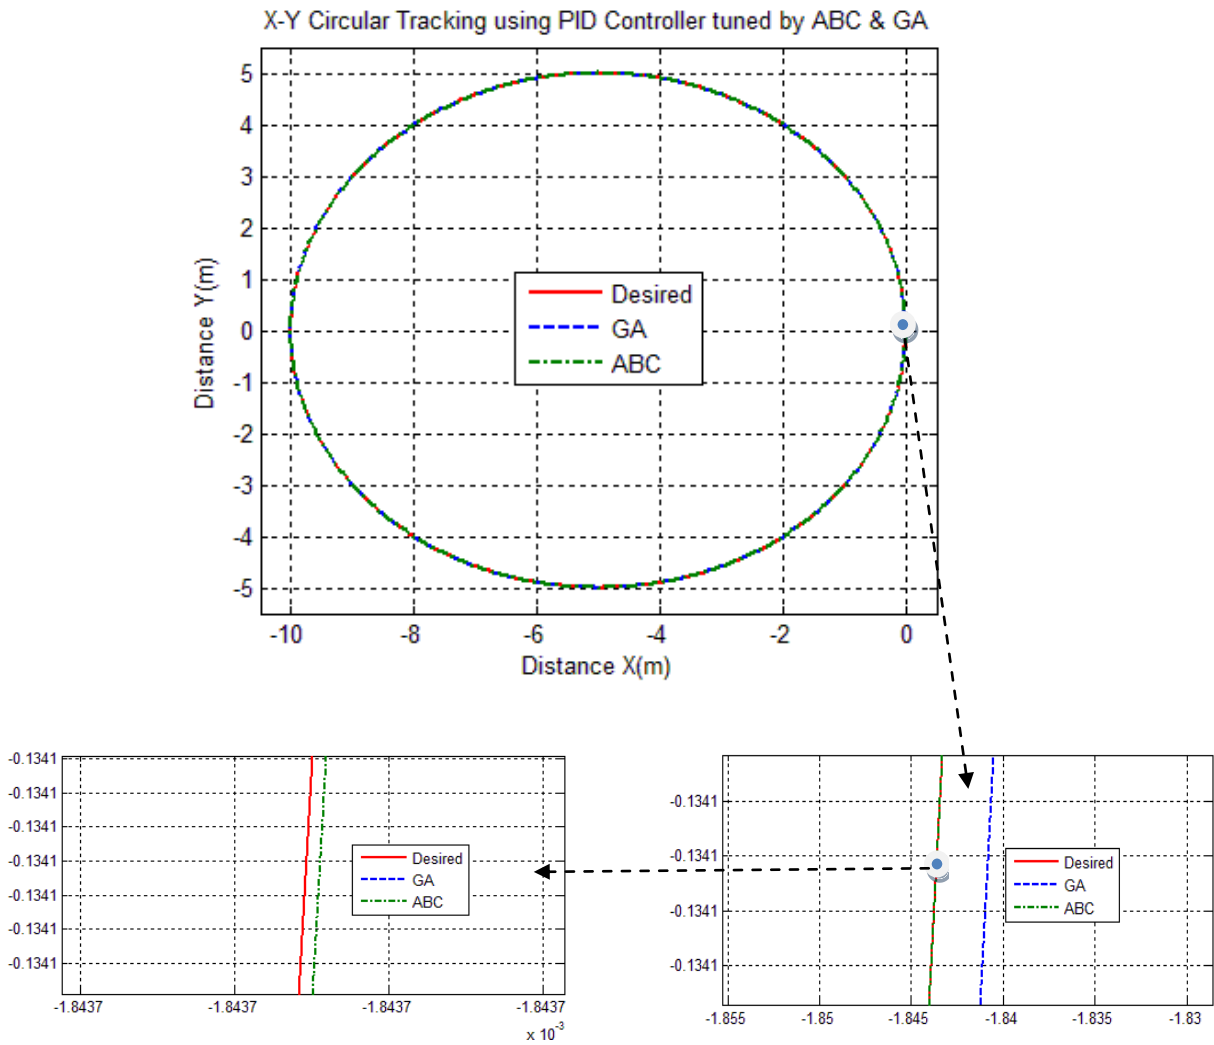 X-Y Circular Tracking using PID Controller tuned by ABC & GA
5
4
3
2
1
0
-1
-2
-3
-4
-5
Distance Y(m)
Desired
GA
ABC
-10 -8 -6 -4 -2 0
Distance X(m)
-0.1341
-0.1341
-0.1341
-0.1341
-0.1341
-0.1341
-0.1341
Desired
GA
ABC
-1.8437 -1.8437 -1.8437 -1.8437
x 10⁻³
-0.1341
-0.1341
-0.1341
-0.1341
Desired
GA
ABC
-1.855 -1.85 -1.845 -1.84 -1.835 -1.83